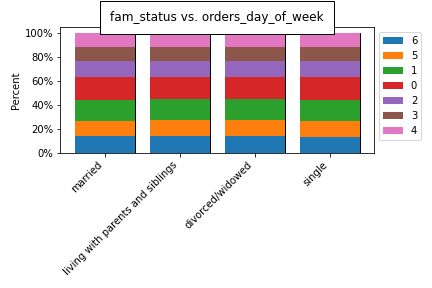 fam_status vs. orders_day_of_week
100%
80%
60%
40%
20%
0%
Percent
married
living with parents and siblings
divorced/widowed
single
6
5
1
0
2
3
4